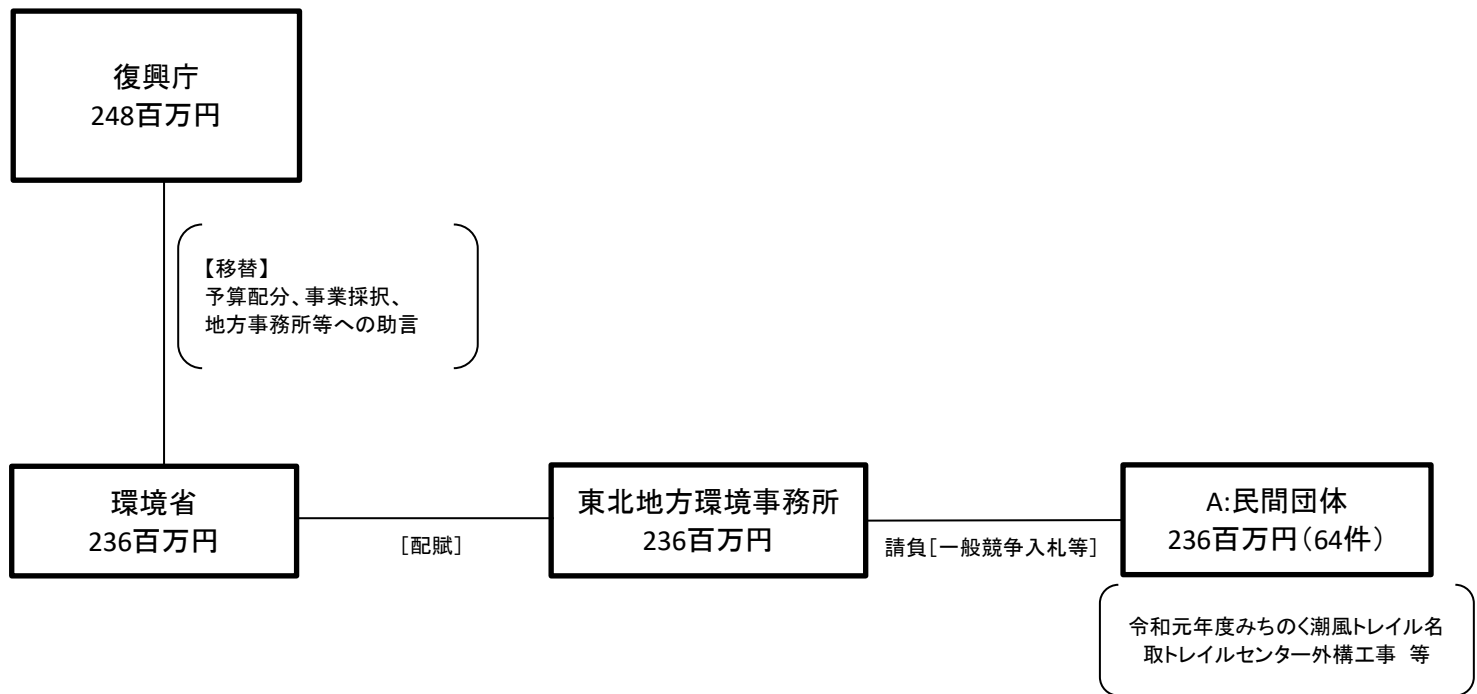 復興庁
248百万円
【移替】
予算配分、事業採択、
地方事務所等への助言
環境省
236百万円
[配賦]
東北地方環境事務所
236百万円
請負[一般競争入札等]
A:民間団体
236百万円(64件)
令和元年度みちのく潮風トレイル名
取トレイルセンター外構工事 等